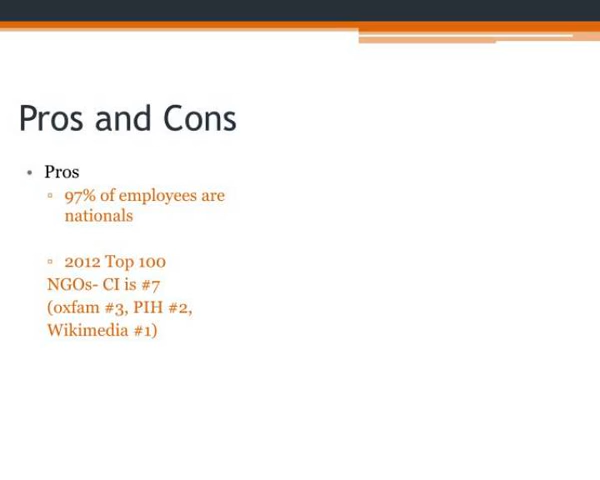 Pros and Cons
• Pros
▫ 97% of employees are
nationals
▫ 2012 Top 100
NGOs- CI is #7
(oxfam #3, PIH #2,
Wikimedia #1)